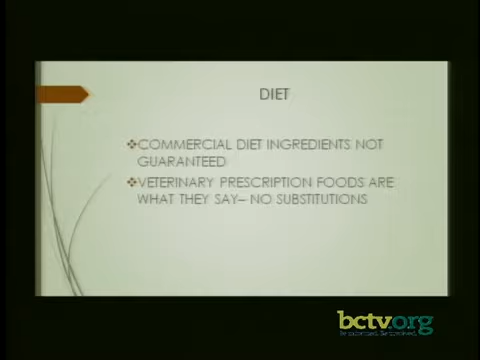 DIET
❖COMMERCIAL DIET INGREDIENTS NOT
GUARANTEED
❖VETERINARY PRESCRIPTION FOODS ARE
WHAT THEY SAY– NO SUBSTITUTIONS
bctv.org